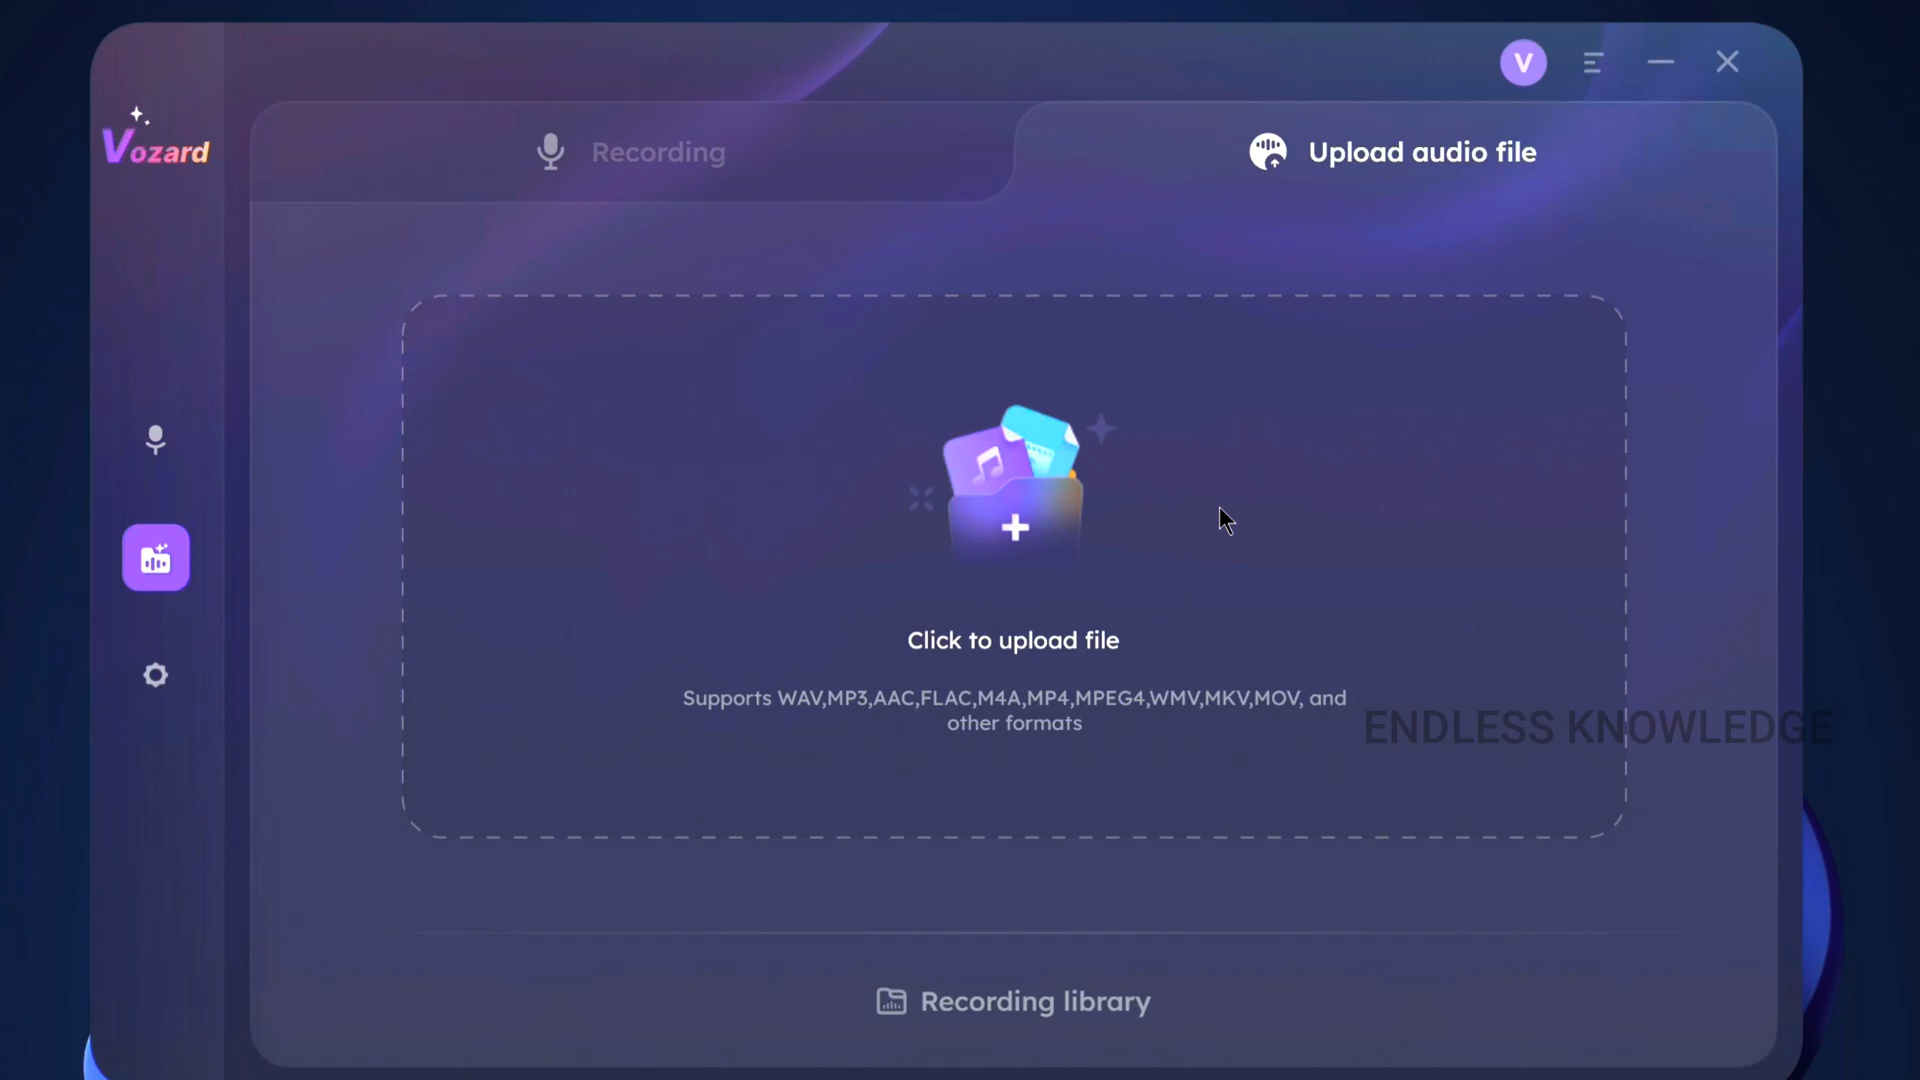 V
Vozard
Recording
Upload audio file
Click to upload file
Supports WAV,MP3,AAC,FLAC,M4A,MP4,MPEG4,WMV,MKV,MOV, and
other formats
ENDLESS KNOWLEDGE
Recording library